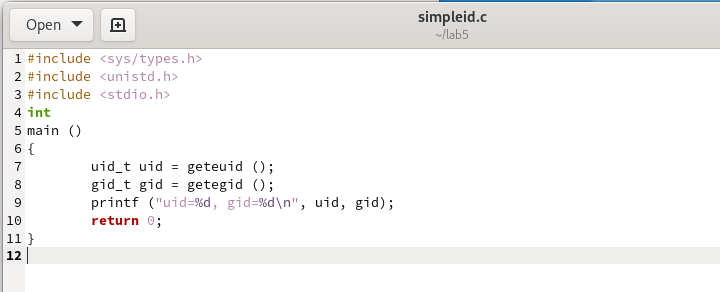 Open
simpleid.c
~/lab5
1 #include <sys/types.h>
2 #include <unistd.h>
3 #include <stdio.h>
4 int
5 main ()
6 {
7         uid_t uid = geteuid ();
8         gid_t gid = getegid ();
9         printf ("uid=%d, gid=%d\n", uid, gid);
10         return 0;
11 }
12